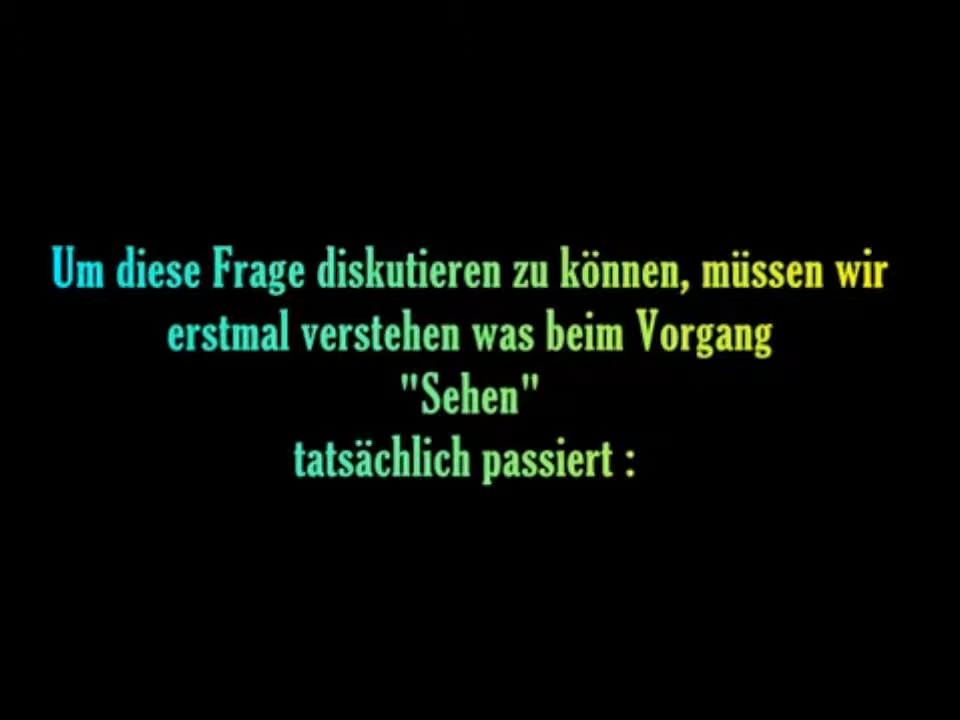 Um diese Frage diskutieren zu können, müssen wir
erstmal verstehen was beim Vorgang
"Sehen"
tatsächlich passiert :